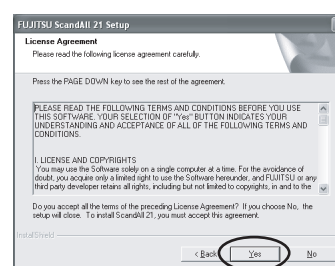 FUJITSU ScandAll 21 Setup
License Agreement
Please read the following license agreement carefully.
Press the PAGE DOWN key to see the rest of the agreement.
PLEASE READ THE FOLLOWING TERMS AND CONDITIONS BEFORE YOU USE
THIS SOFTWARE. YOUR SELECTION OF "Yes" BUTTON INDICATES YOUR
UNDERSTANDING AND ACCEPTANCE OF ALL OF THE FOLLOWING TERMS AND
CONDITIONS.
I. LICENSE AND COPYRIGHTS
You may use the Software solely on a single computer at a time. For the avoidance of
doubt, you acquire only a limited right to use the Software hereunder, and FUJITSU or any
third party developer retains all rights, including but not limited to copyrights, in and to the
Do you accept all the terms of the preceding License Agreement? If you choose No, the
setup will close. To install ScandAll 21, you must accept this agreement.
InstallShield
< Back
Yes
No